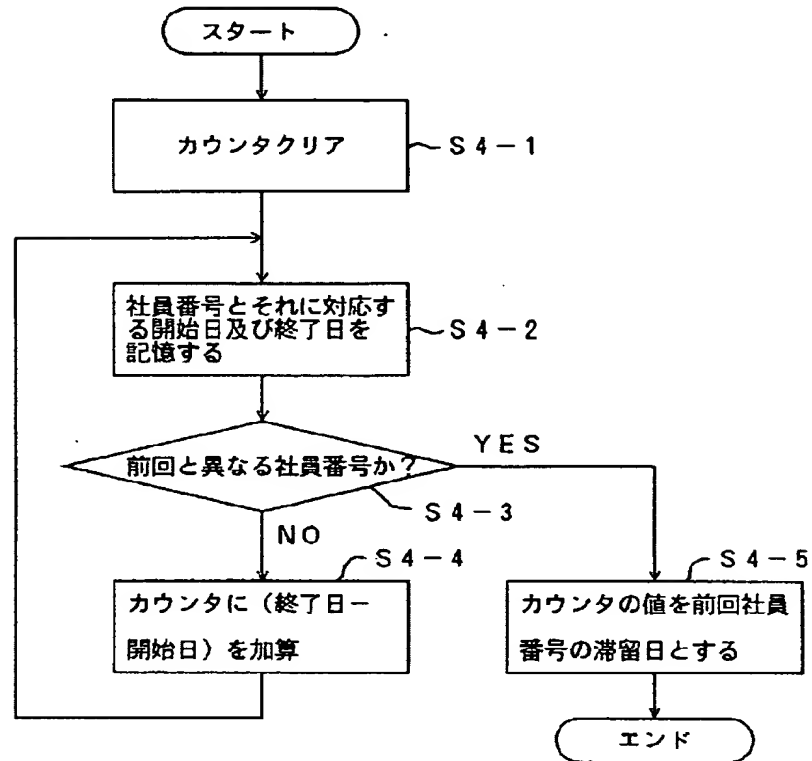 スタート
カウンタクリア
S4-1
社員番号とそれに対応す
る開始日及び終了日を
記憶する
S4-2
前回と異なる社員番号か?
YES
S4-3
NO
S4-4
カウンタに(終了日-
開始日)を加算
S4-5
カウンタの値を前回社員
番号の滞留日とする
エンド